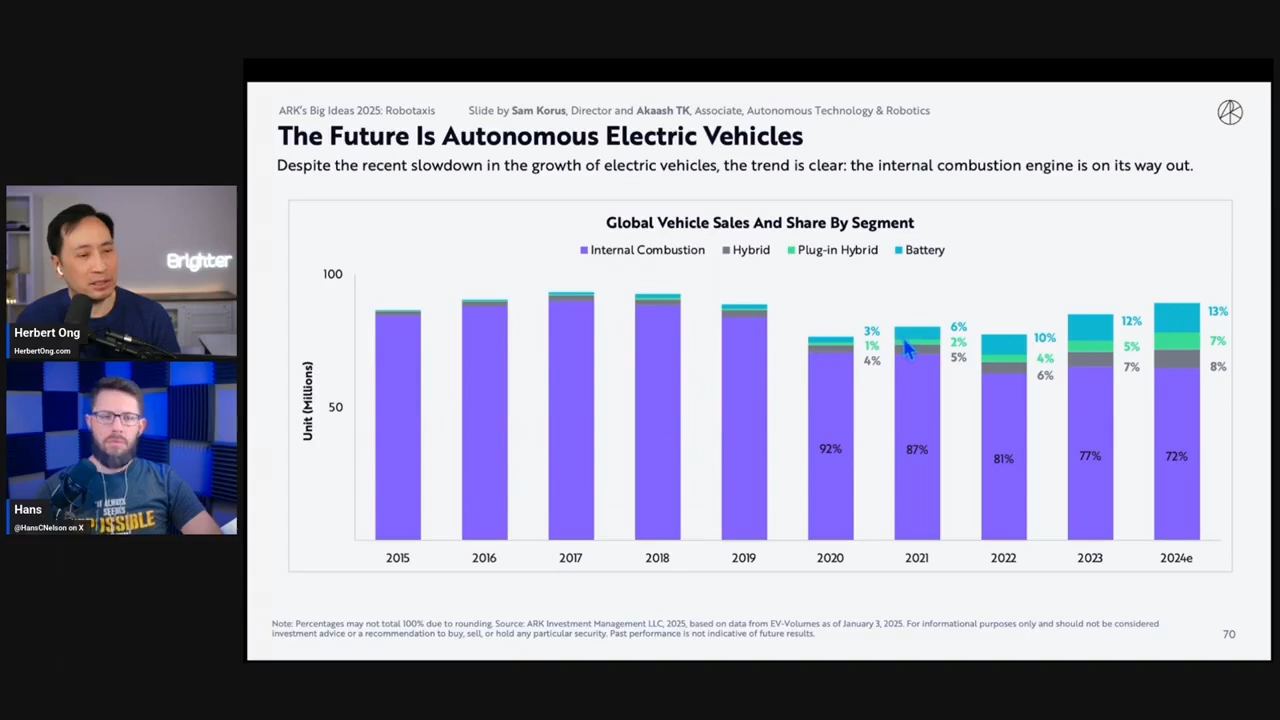 ARK's Big Ideas 2025: Robotaxis
Slide by Sam Korus, Director and Akaash TK, Associate, Autonomous Technology & Robotics
The Future Is Autonomous Electric Vehicles
Despite the recent slowdown in the growth of electric vehicles, the trend is clear: the internal combustion engine is on its way out.
Global Vehicle Sales And Share By Segment
Internal Combustion Hybrid Plug-in Hybrid Battery
Unit (Millions)
100
50
3%
1%
4%
92%
6%
2%
5%
87%
10%
4%
6%
81%
12%
5%
7%
77%
13%
7%
8%
72%
2015 2016 2017 2018 2019 2020 2021 2022 2023 2024e
Note: Percentages may not total 100% due to rounding. Source: ARK Investment Management LLC, 2025, based on data from EV-Volumes as of January 3, 2025. For informational purposes only and should not be considered
investment advice or a recommendation to buy, sell, or hold any particular security. Past performance is not indicative of future results.
70
Brighter
Herbert Ong
HerbertOng.com
ALWAYS
SEEMS
Hans
@HansCNelson on X